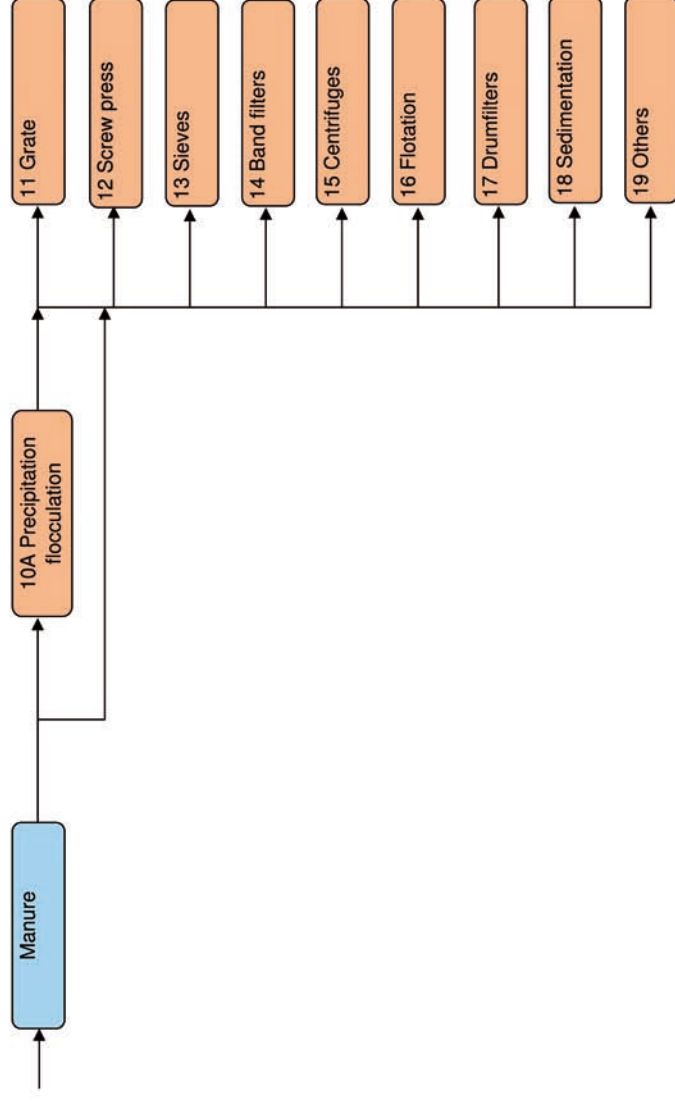 Manure
10A Precipitation
flocculation
11 Grate
12 Screw press
13 Sieves
14 Band filters
15 Centrifuges
16 Flotation
17 Drumfilters
18 Sedimentation
19 Others